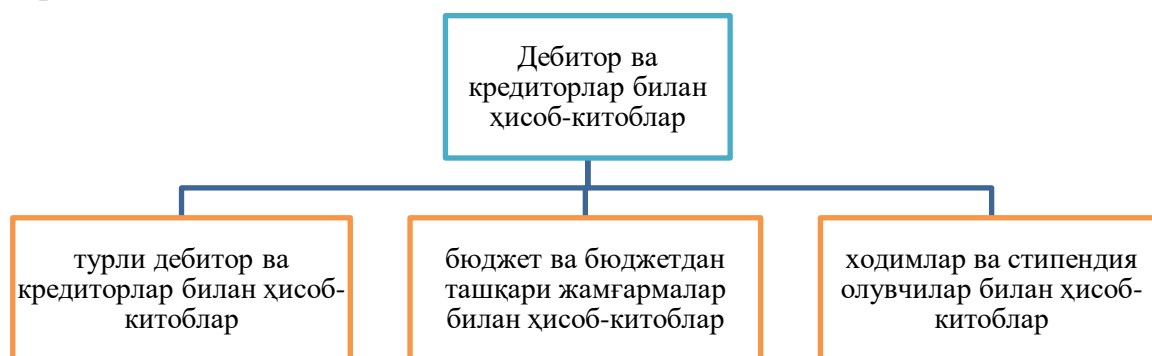 Дебитор ва
кредиторлар билан
ҳисоб-китоблар
турли дебитор ва
кредиторлар билан ҳисоб-
китоблар
бюджет ва бюджетдан
ташқари жамғармалар
билан ҳисоб-китоблар
ходимлар ва стипендия
олувчилар билан ҳисоб-
китоблар